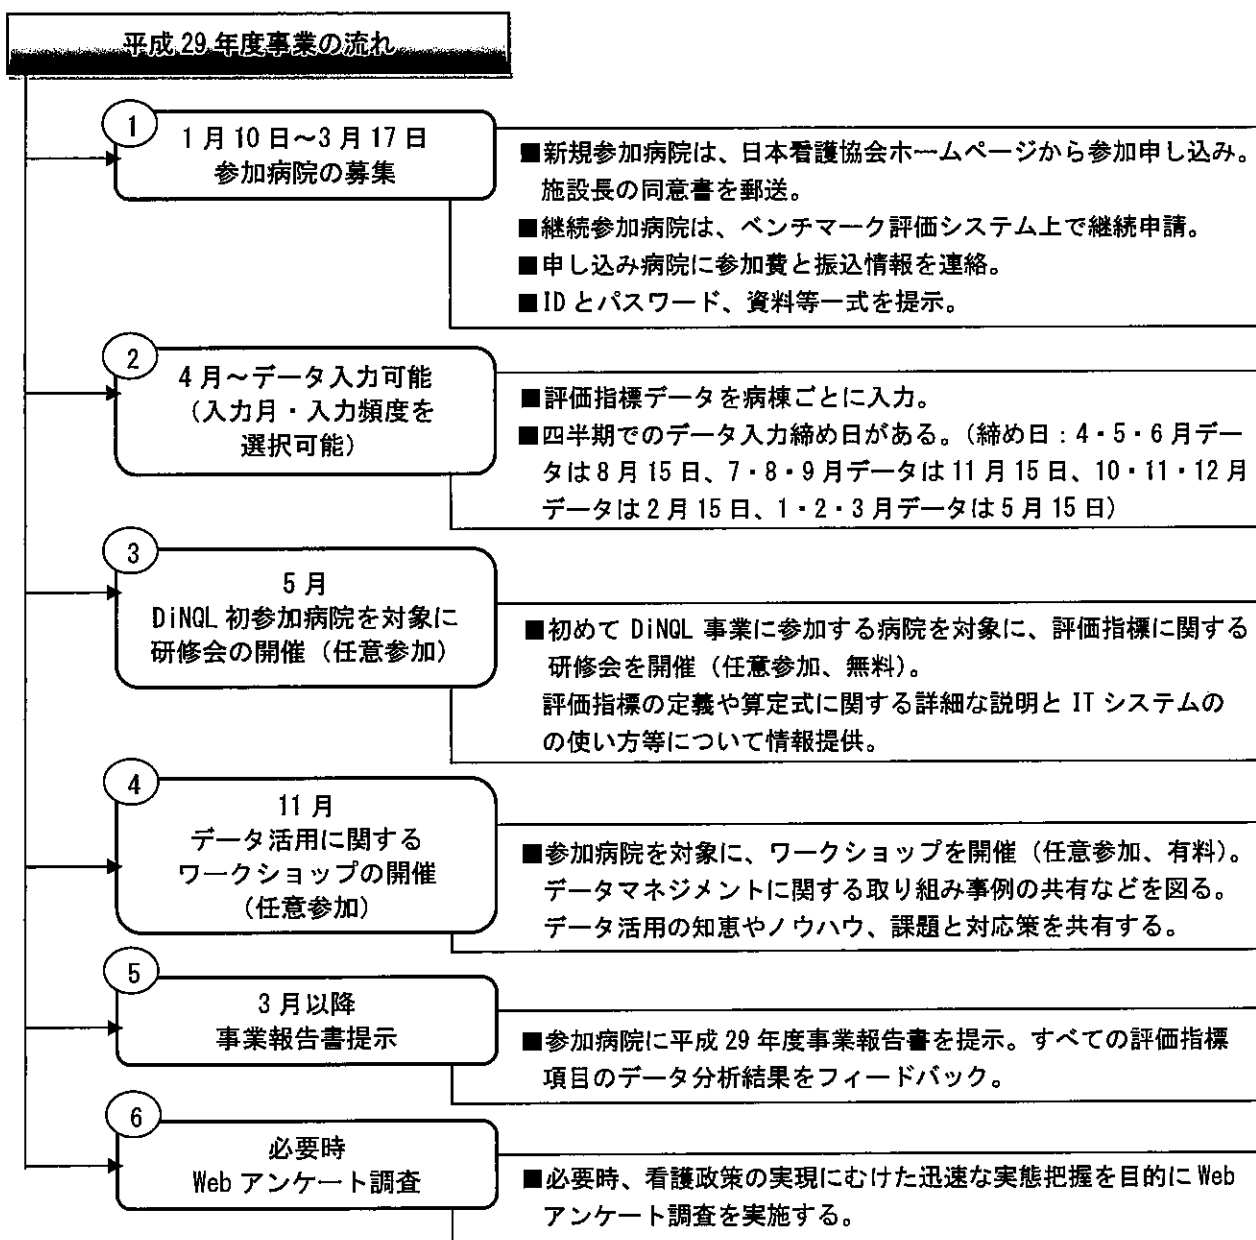 平成29年度事業の流れ
1
1月10日～3月17日
参加病院の募集
■新規参加病院は、日本看護協会ホームページから参加申し込み。
施設長の同意書を郵送。
■継続参加病院は、ベンチマーク評価システム上で継続申請。
■申し込み病院に参加費と振込情報を連絡。
■IDとパスワード、資料等一式を提示。
2
4月～データ入力可能
（入力月・入力頻度を
選択可能）
■評価指標データを病棟ごとに入力。
■四半期でのデータ入力締め日がある。（締め日：4・5・6月デー
タは8月15日、7・8・9月データは11月15日、10・11・12月
データは2月15日、1・2・3月データは5月15日）
3
5月
DiNQL初参加病院を対象に
研修会の開催（任意参加）
■初めてDiNQL事業に参加する病院を対象に、評価指標に関する
研修会を開催（任意参加、無料）。
評価指標の定義や算定式に関する詳細な説明とITシステムの
の使い方等について情報提供。
4
11月
データ活用に関する
ワークショップの開催
（任意参加）
■参加病院を対象に、ワークショップを開催（任意参加、有料）。
データマネジメントに関する取り組み事例の共有などを図る。
データ活用の知恵やノウハウ、課題と対応策を共有する。
5
3月以降
事業報告書提示
■参加病院に平成29年度事業報告書を提示。すべての評価指標
項目のデータ分析結果をフィードバック。
6
必要時
Webアンケート調査
■必要時、看護政策の実現にむけた迅速な実態把握を目的にWeb
アンケート調査を実施する。